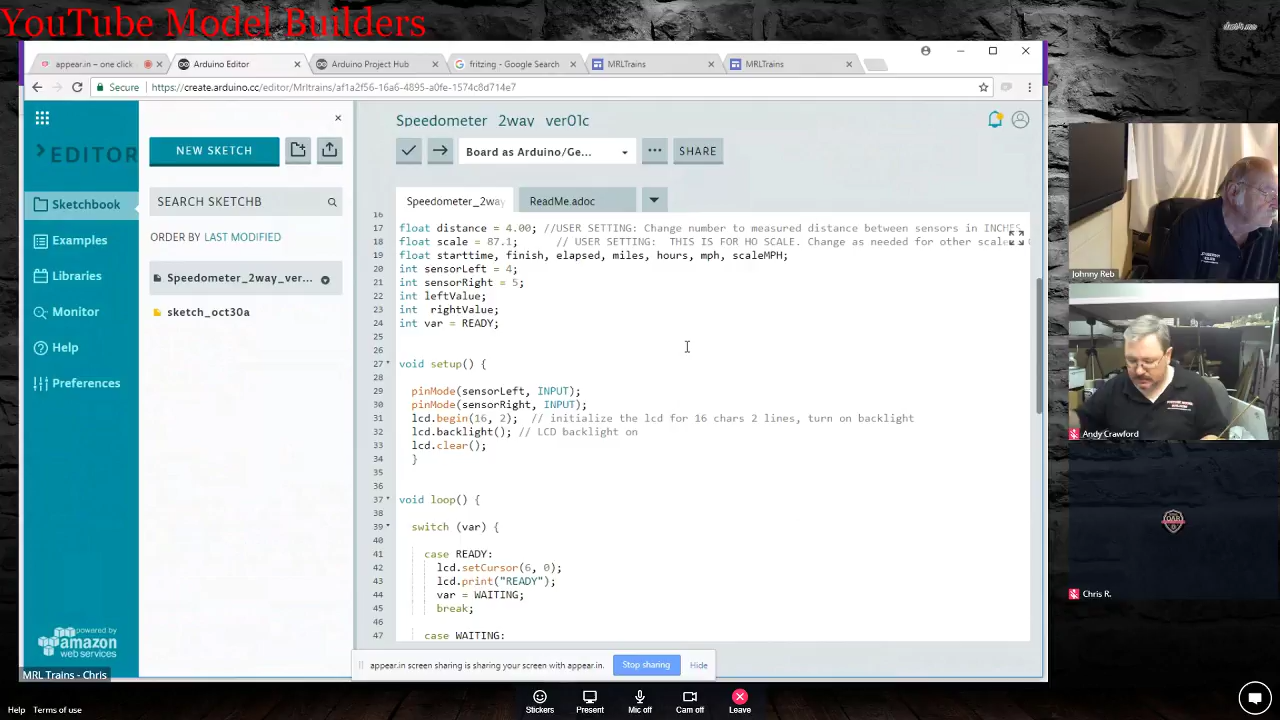 YouTube Model Builders
appear.in – one click
Arduino Editor
Arduino Project Hub
fritzing - Google Search
MRLTrains
MRLTrains
Secure
https://create.arduino.cc/editor/Mrltrains/af1a2f56-16a6-4895-a0fe-1574c8d714e7
EDITOR
NEW SKETCH
Speedometer_2way_ver01c
Board as Arduino/Ge...
SHARE
Sketchbook
Examples
Libraries
Monitor
Help
Preferences
SEARCH SKETCHB
ORDER BY LAST MODIFIED
Speedometer_2way_ver...
sketch_oct30a
Speedometer_2way
ReadMe.adoc
16
17 float distance = 4.00; //USER SETTING: Change number to measured distance between sensors in INCHES
18 float scale = 87.1; // USER SETTING: THIS IS FOR HO SCALE. Change as needed for other scale
19 float starttime, finish, elapsed, miles, hours, mph, scaleMPH;
20 int sensorLeft = 4;
21 int sensorRight = 5;
22 int leftValue;
23 int rightValue;
24 int var = READY;
25
26
27 void setup() {
28
29 pinMode(sensorLeft, INPUT);
30 pinMode(sensorRight, INPUT);
31 lcd.begin(16, 2); // initialize the lcd for 16 chars 2 lines, turn on backlight
32 lcd.backlight(); // LCD backlight on
33 lcd.clear();
34 }
35
36
37 void loop() {
38
39 switch (var) {
40
41 case READY:
42 lcd.setCursor(6, 0);
43 lcd.print("READY");
44 var = WAITING;
45 break;
46
47 case WAITING:
powered by
amazon
web services
MRL Trains - Chris
appear.in screen sharing is sharing your screen with appear.in.
Stop sharing
Hide
Johnny Reb
Andy Crawford
Chris R.
Help
Terms of use
Stickers
Present
Mic off
Cam off
Leave